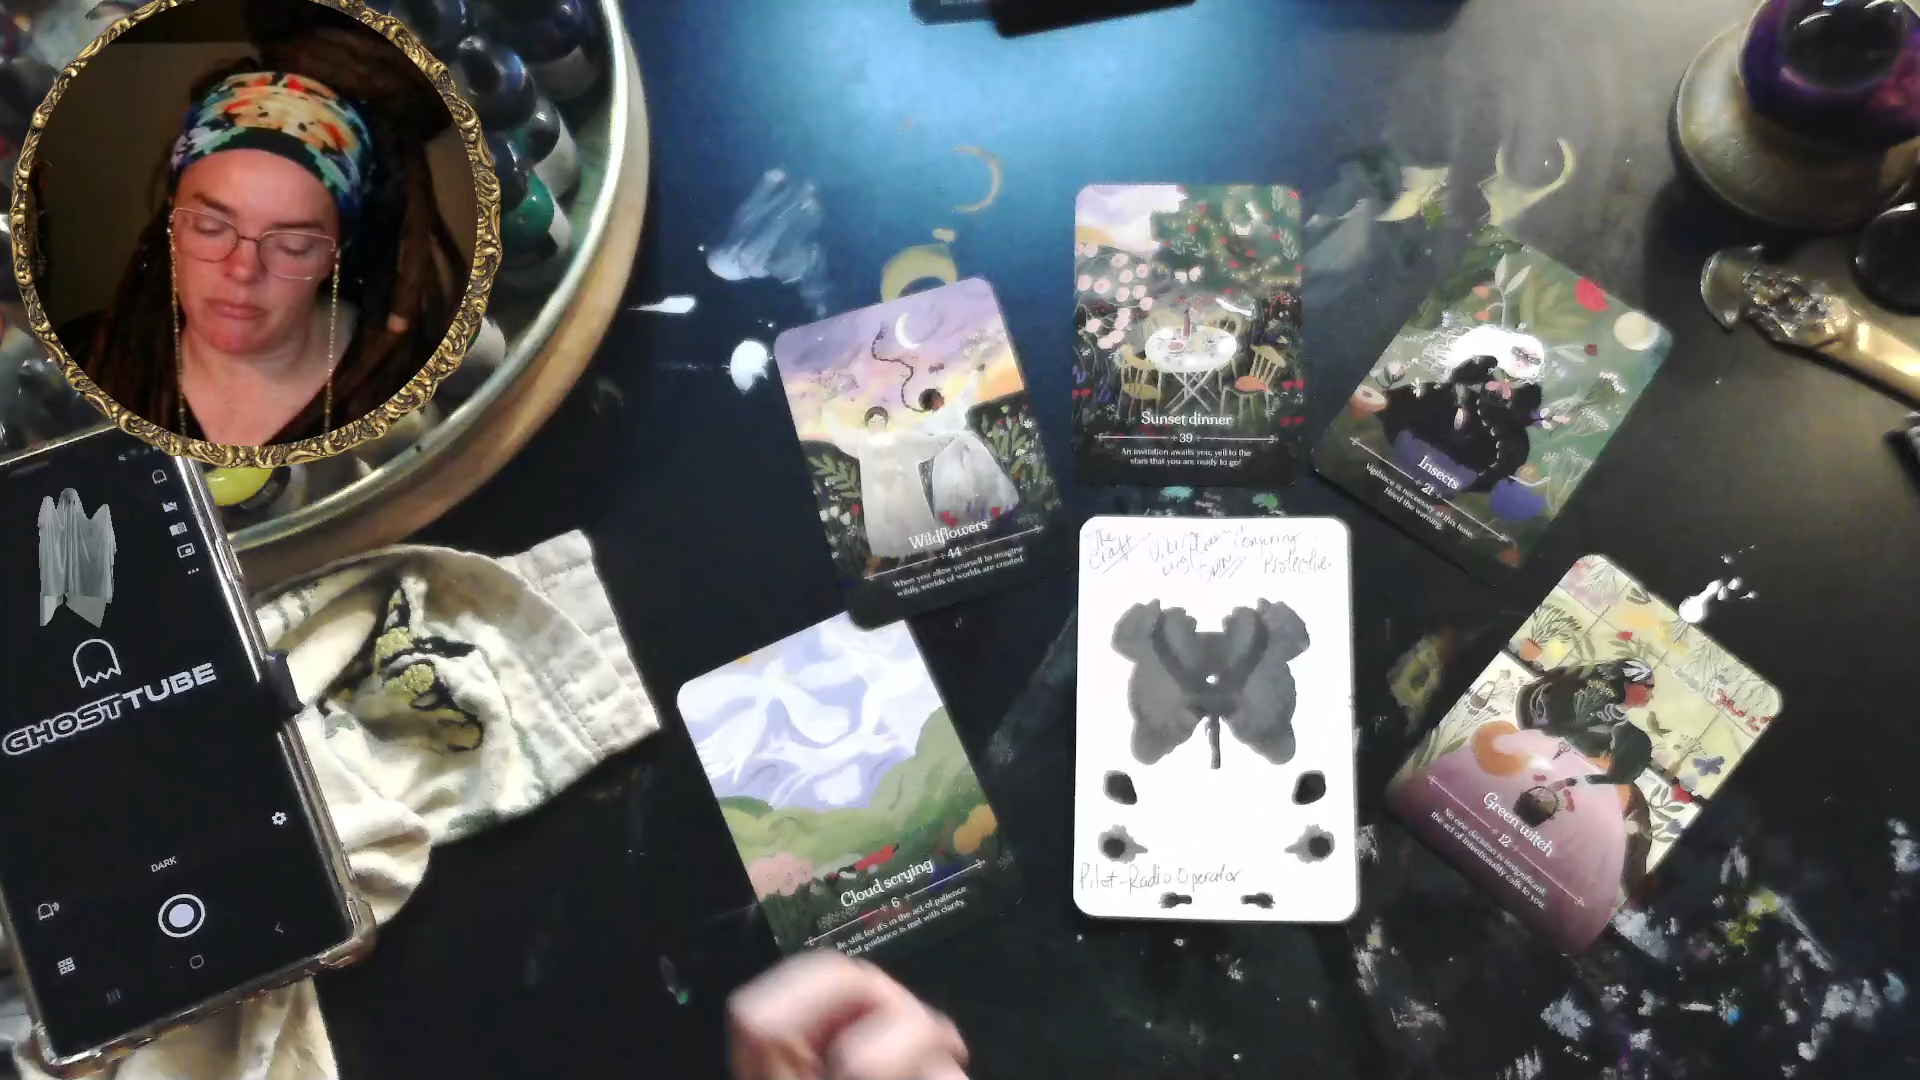 GHOSTTUBE
DARK
Wildflowers
44
When you allow yourself to imagine
wildly, worlds of worlds are created.
Sunset dinner
39
An invitation awaits you; yell to the
stars that you are ready to go!
Insects
21
Vigilance is necessary at this time.
Heed the warning.
Cloud scrying
6
Be still, for it's in the act of patience
that guidance is met with clarity.
The
Craft
Conjuring
Protective
Pilot-Radio Operator
Green witch
12
No one decision is insignificant,
the act of intentionality calls to you.